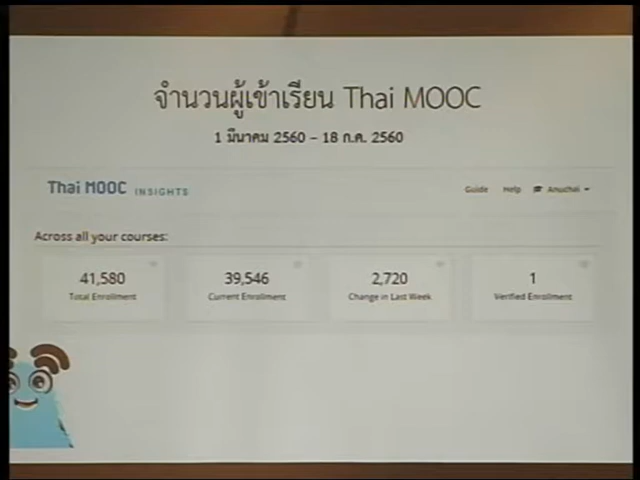 จำนวนผู้เข้าเรียน Thai MOOC
1 มีนาคม 2560 – 18 ก.ค. 2560
Thai MOOC INSIGHTS
Guide Help Anuchai
Across all your courses:
41,580 39,546 2,720 1
Total Enrollment Current Enrollment Change in Last Week Verified Enrollment